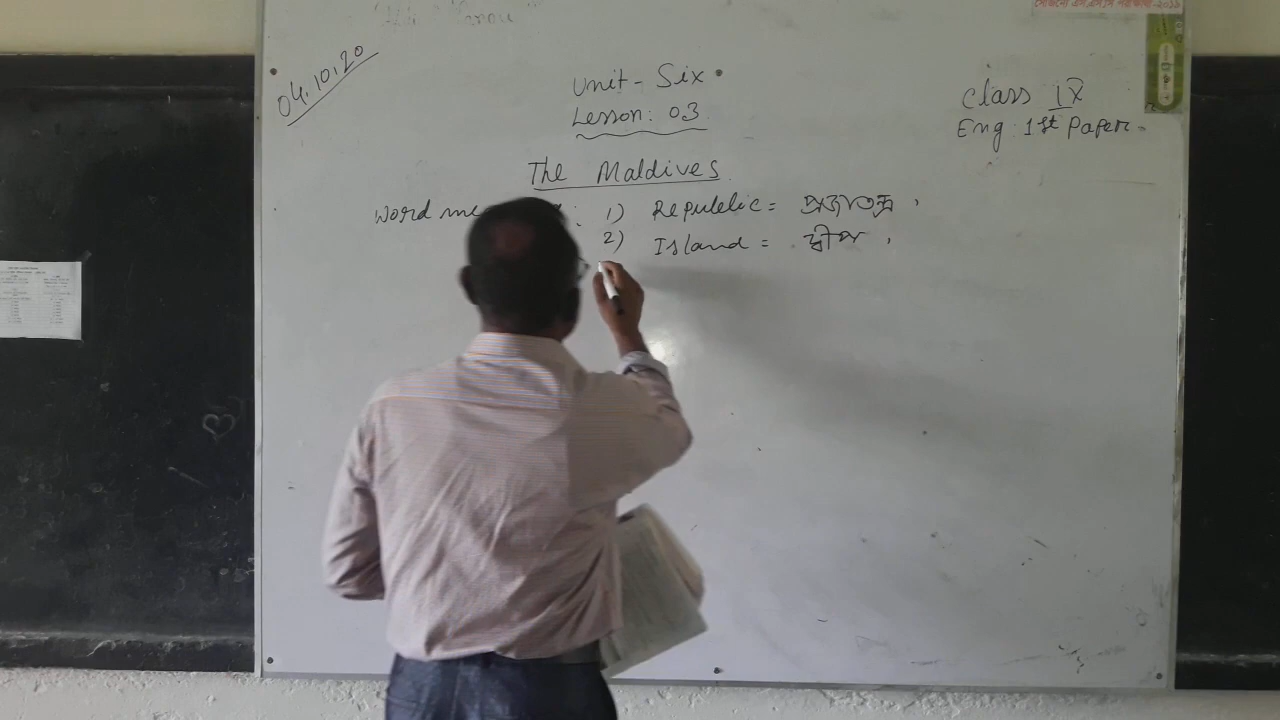 04.10.20
Unit - Six
Lesson: 03
Class IX
Eng. 1st Paper
The Maldives
Word
1) Republic = প্রজাতন্ত্র,
2) Island = দ্বীপ,